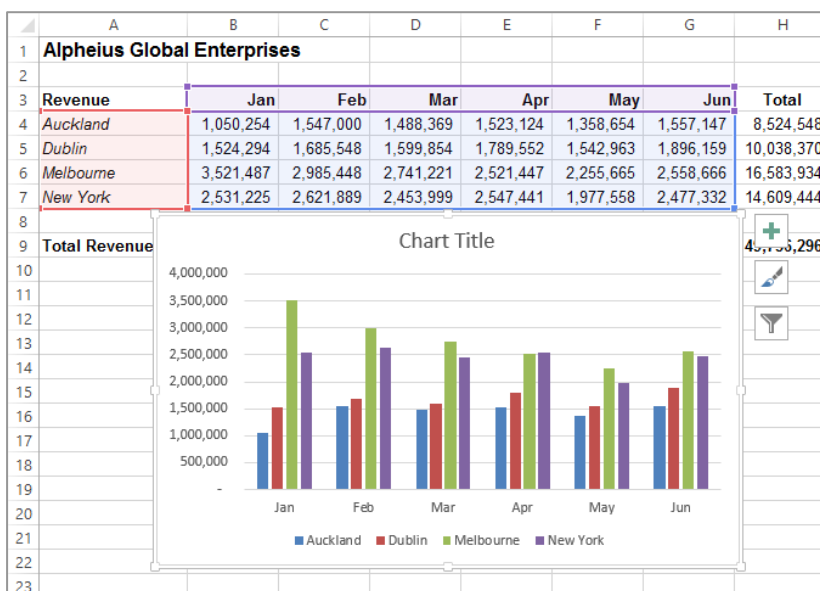 A B C D E F G H
1 Alpheius Global Enterprises
2
3 Revenue Jan Feb Mar Apr May Jun Total
4 Auckland 1,050,254 1,547,000 1,488,369 1,523,124 1,358,654 1,557,147 8,524,548
5 Dublin 1,524,294 1,685,548 1,599,854 1,789,552 1,542,963 1,896,159 10,038,370
6 Melbourne 3,521,487 2,985,448 2,741,221 2,521,447 2,255,665 2,558,666 16,583,934
7 New York 2,531,225 2,621,889 2,453,999 2,547,441 1,977,558 2,477,332 14,609,444
8
9 Total Revenue
10
11
12
13
14
15
16
17
18
19
20
21
22
23
Chart Title
4,000,000
3,500,000
3,000,000
2,500,000
2,000,000
1,500,000
1,000,000
500,000
-
Jan Feb Mar Apr May Jun
Auckland Dublin Melbourne New York